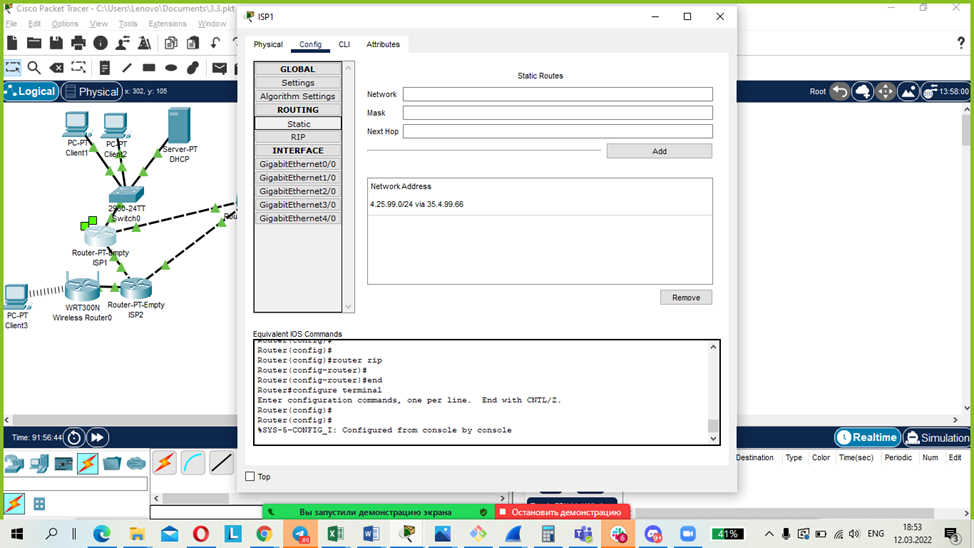 Cisco Packet Tracer - C:\Users\Lenovo\Documents\3.3.pkt
File Edit Options View Tools Extensions Window
Logical Physical x: 302, y: 105
Root 13:58:00
PC-PT
Client1
PC-PT
Client2
Server-PT
DHCP
2950-24TT
Switch0
Router-PT-Empty
ISP1
PC-PT
Client3
WRT300N
Wireless Router0
Router-PT-Empty
ISP2
ISP1
Physical Config CLI Attributes
GLOBAL
Settings
Algorithm Settings
ROUTING
Static
RIP
INTERFACE
GigabitEthernet0/0
GigabitEthernet1/0
GigabitEthernet2/0
GigabitEthernet3/0
GigabitEthernet4/0
Static Routes
Network
Mask
Next Hop
Add
Network Address
4.25.99.0/24 via 35.4.99.66
Remove
Equivalent IOS Commands
Router(config)#
Router(config)#
Router(config)#router rip
Router(config-router)#
Router(config-router)#end
Router#configure terminal
Enter configuration commands, one per line. End with CNTL/Z.
Router(config)#
Router(config)#
%SYS-5-CONFIG_I: Configured from console by console
Top
Time: 91:56:44
Realtime Simulation
Destination Type Color Time(sec) Periodic Num Edit
Вы запустили демонстрацию экрана
Остановить демонстрацию
41%
ENG
18:53
12.03.2022